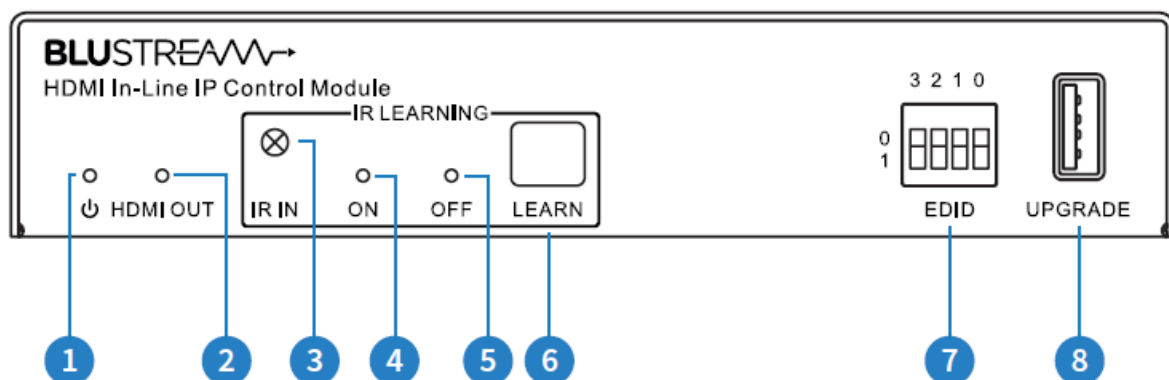 BLUSTREAM
HDMI In-Line IP Control Module
IR LEARNING
3 2 1 0
0
1
HDMI OUT
IR IN
ON
OFF
LEARN
EDID
UPGRADE
1
2
3
4
5
6
7
8